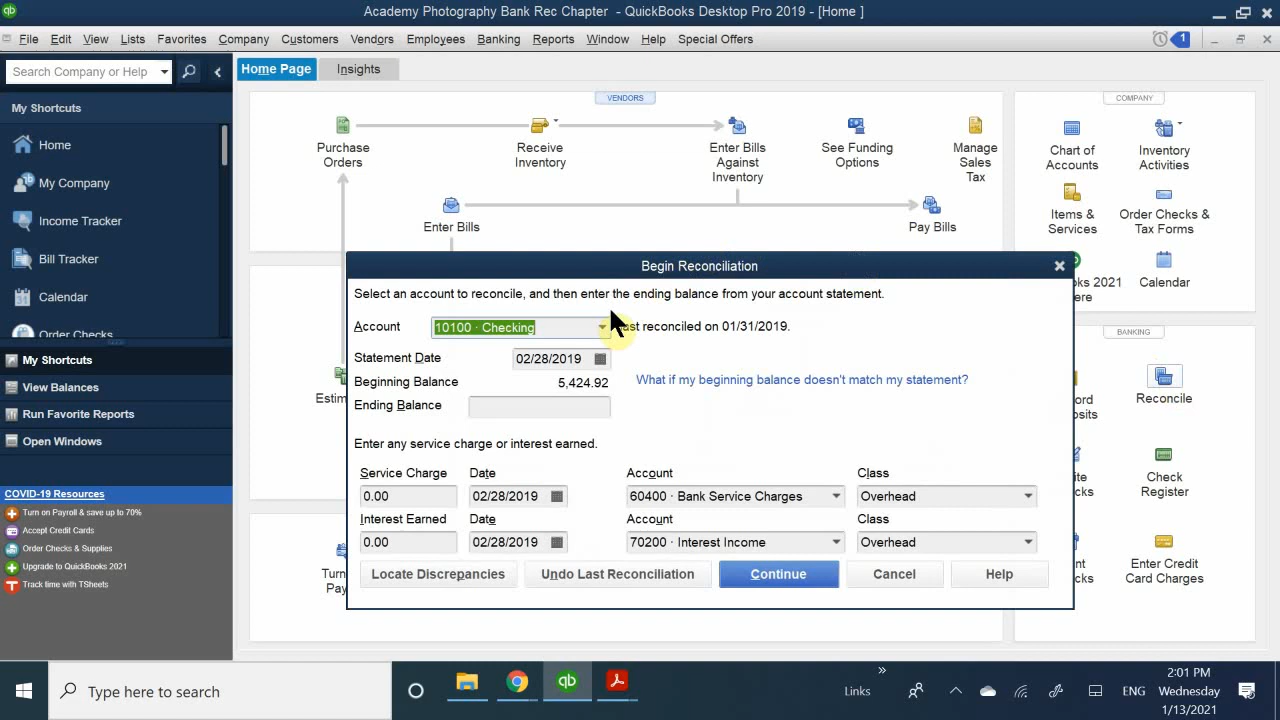 Academy Photography Bank Rec Chapter - QuickBooks Desktop Pro 2019 - [Home ]
File Edit View Lists Favorites Company Customers Vendors Employees Banking Reports Window Help Special Offers
1
Search Company or Help
Home Page Insights
My Shortcuts
Home
My Company
Income Tracker
Bill Tracker
Calendar
Order Checks
My Shortcuts
View Balances
Run Favorite Reports
Open Windows
COVID-19 Resources
Turn on Payroll & save up to 70%
Accept Credit Cards
Order Checks & Supplies
Upgrade to QuickBooks 2021
Track time with TSheets
VENDORS
Purchase
Orders
Receive
Inventory
Enter Bills
Against
Inventory
See Funding
Options
Manage
Sales
Tax
Enter Bills
Pay Bills
COMPANY
Chart of
Accounts
Inventory
Activities
Items &
Services
Order Checks &
Tax Forms
2021
Calendar
BANKING
Reconcile
Check
Register
Enter Credit
Card Charges
Begin Reconciliation
Select an account to reconcile, and then enter the ending balance from your account statement.
Account 10100 · Checking reconciled on 01/31/2019.
Statement Date 02/28/2019
Beginning Balance 5,424.92
What if my beginning balance doesn't match my statement?
Ending Balance
Enter any service charge or interest earned.
Service Charge Date Account Class
0.00 02/28/2019 60400 · Bank Service Charges Overhead
Interest Earned Date Account Class
0.00 02/28/2019 70200 · Interest Income Overhead
Locate Discrepancies Undo Last Reconciliation Continue Cancel Help
Type here to search
Links
ENG
2:01 PM
Wednesday
1/13/2021